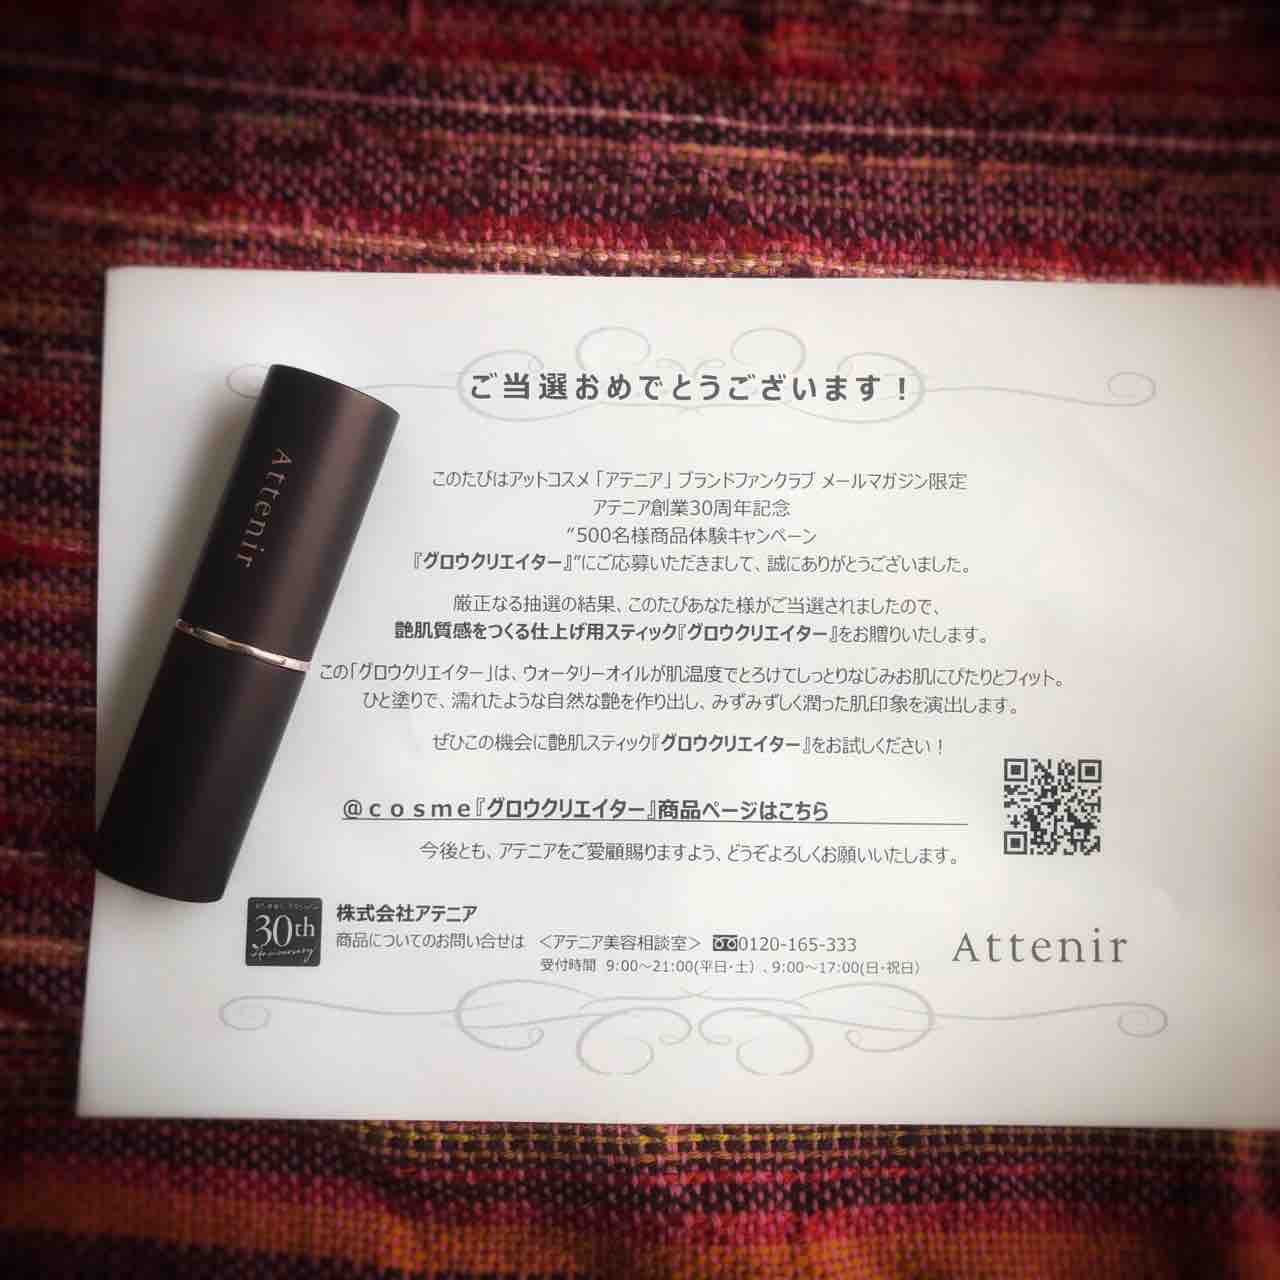 Attenir
ご当選おめでとうございます！
このたびはアットコスメ「アテニア」ブランドファンクラブ メールマガジン限定
アテニア創業30周年記念
“500名様商品体験キャンペーン
『グロウクリエイター』”にご応募いただきまして、誠にありがとうございました。
厳正なる抽選の結果、このたびあなた様がご当選されましたので、
艶肌質感をつくる仕上げ用スティック『グロウクリエイター』をお贈りいたします。
この「グロウクリエイター」は、ウォータリーオイルが肌温度でとろけてしっとりなじみお肌にぴたりとフィット。
ひと塗りで、濡れたような自然な艶を作り出し、みずみずしく潤った肌印象を演出します。
ぜひこの機会に艶肌スティック『グロウクリエイター』をお試しください！
@ｃｏｓｍｅ『グロウクリエイター』商品ページはこちら
今後とも、アテニアをご愛顧賜りますよう、どうぞよろしくお願いいたします。
30th
Anniversary
株式会社アテニア
商品についてのお問い合せは ＜アテニア美容相談室＞ 0120-165-333
受付時間 9:00～21:00(平日・土）、9:00～17:00(日・祝日）
Attenir